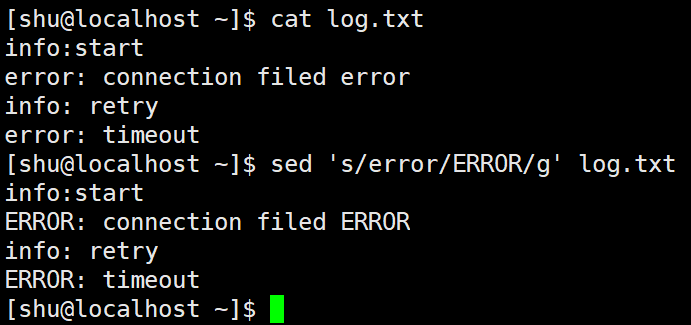 [shu@localhost ~]$ cat log.txt
info:start
error: connection filed error
info: retry
error: timeout
[shu@localhost ~]$ sed 's/error/ERROR/g' log.txt
info:start
ERROR: connection filed ERROR
info: retry
ERROR: timeout
[shu@localhost ~]$